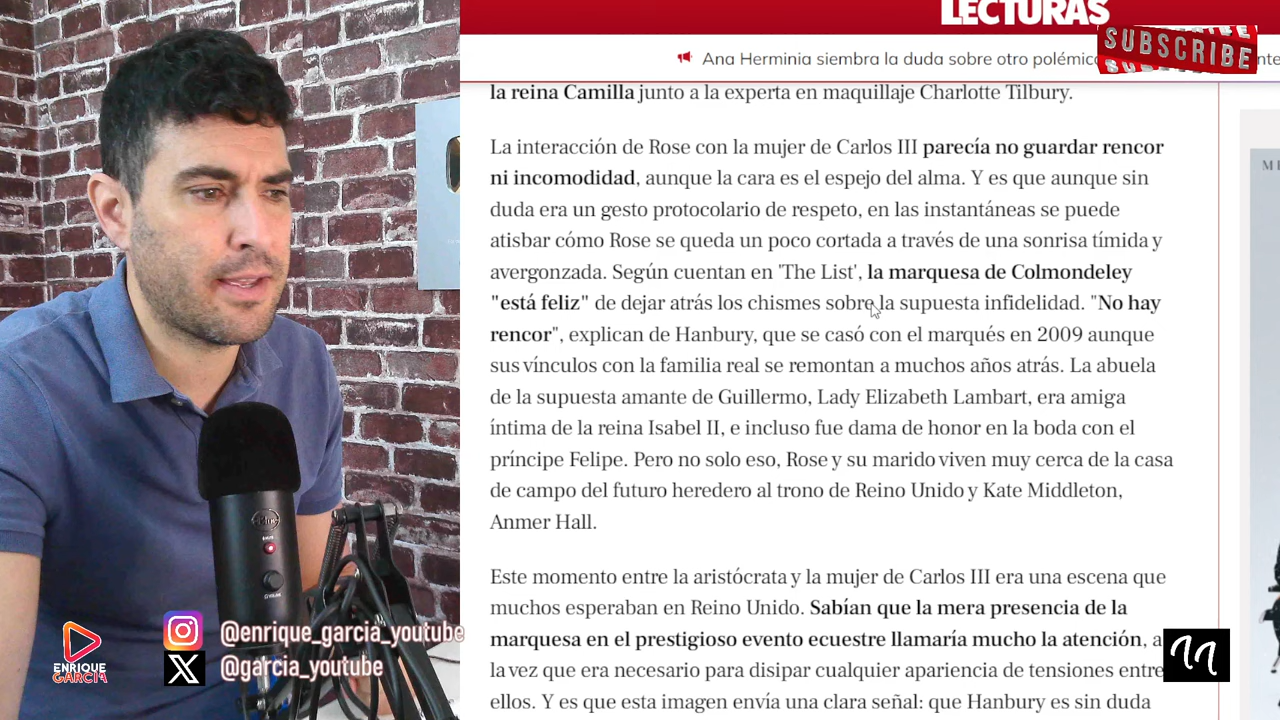 LECTURAS
SUBSCRIBE
Ana Herminia siembra la duda sobre otro polémico
la reina Camilla junto a la experta en maquillaje Charlotte Tilbury.
La interacción de Rose con la mujer de Carlos III parecía no guardar rencor
ni incomodidad, aunque la cara es el espejo del alma. Y es que aunque sin
duda era un gesto protocolario de respeto, en las instantáneas se puede
atisbar cómo Rose se queda un poco cortada a través de una sonrisa tímida y
avergonzada. Según cuentan en 'The List', la marquesa de Colmondeley
"está feliz" de dejar atrás los chismes sobre la supuesta infidelidad. "No hay
rencor", explican de Hanbury, que se casó con el marqués en 2009 aunque
sus vínculos con la familia real se remontan a muchos años atrás. La abuela
de la supuesta amante de Guillermo, Lady Elizabeth Lambart, era amiga
íntima de la reina Isabel II, e incluso fue dama de honor en la boda con el
príncipe Felipe. Pero no solo eso, Rose y su marido viven muy cerca de la casa
de campo del futuro heredero al trono de Reino Unido y Kate Middleton,
Anmer Hall.
Este momento entre la aristócrata y la mujer de Carlos III era una escena que
muchos esperaban en Reino Unido. Sabían que la mera presencia de la
marquesa en el prestigioso evento ecuestre llamaría mucho la atención, a
la vez que era necesario para disipar cualquier apariencia de tensiones entre
ellos. Y es que esta imagen envía una clara señal: que Hanbury es sin duda
@enrique_garcia_youtube
@garcia_youtube
ENRIQUE
GARCIA